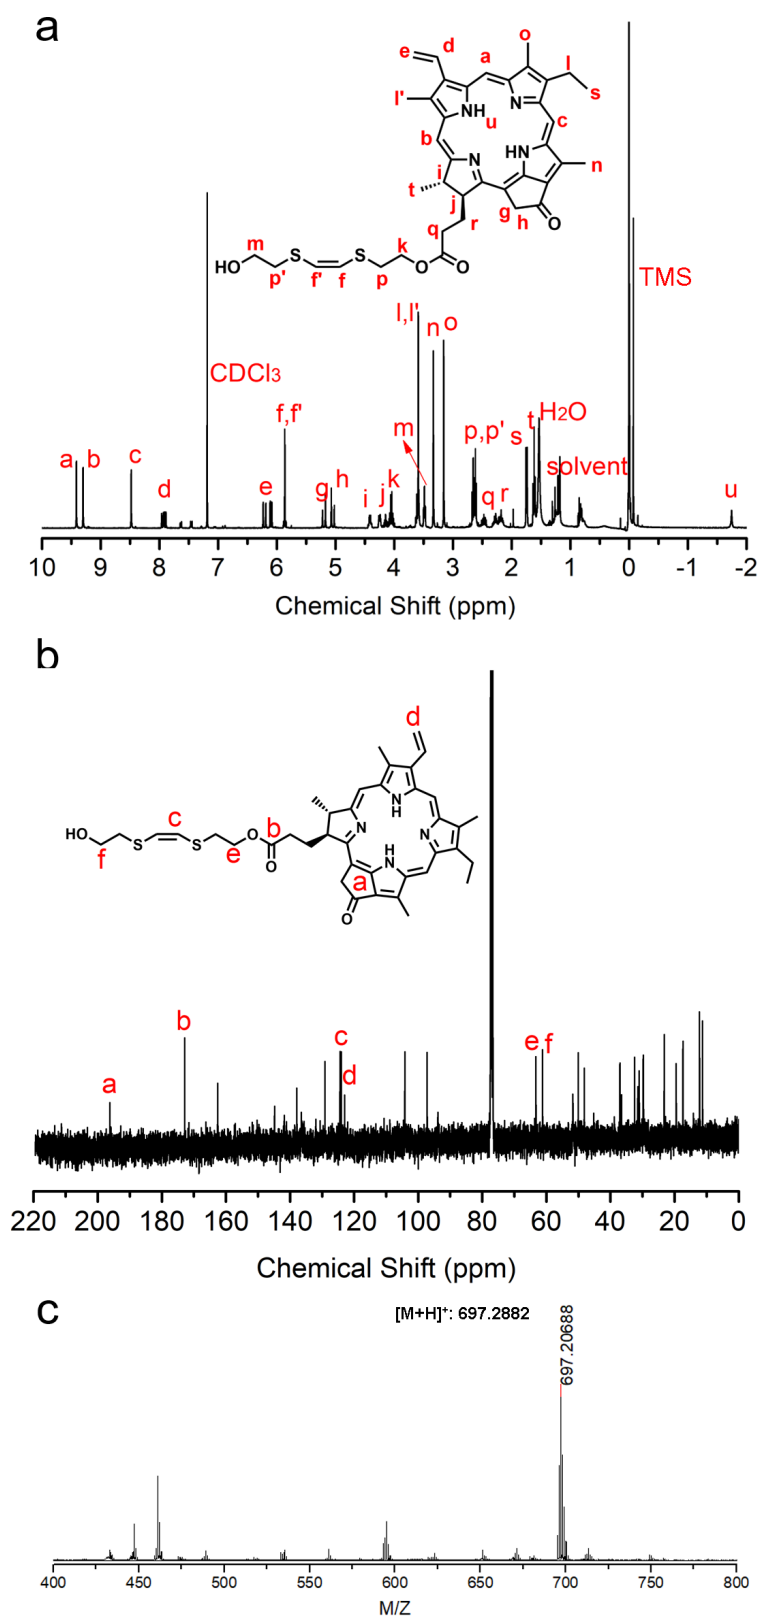 a
o
e
d
a
l
s
l'
NH
N
u
b
c
N
HN
i
n
t
j
g
h
O
q
r
m
k
S
S
O
O
HO
p'
f'
f
p
l,l'
TMS
n
o
CDCl3
f,f'
m
p,p'
s
t
H2O
a
b
c
d
e
g
h
i
j
k
q
r
solvent
u
10 9 8 7 6 5 4 3 2 1 0 -1 -2
Chemical Shift (ppm)
b
d
N
H
HO
S
c
S
O
b
N
N
f
e
O
H
N
a
O
b
c
e
f
a
d
220 200 180 160 140 120 100 80 60 40 20 0
Chemical Shift (ppm)
c
[M+H]+: 697.2882
697.20688
400 450 500 550 600 650 700 750 800
M/Z